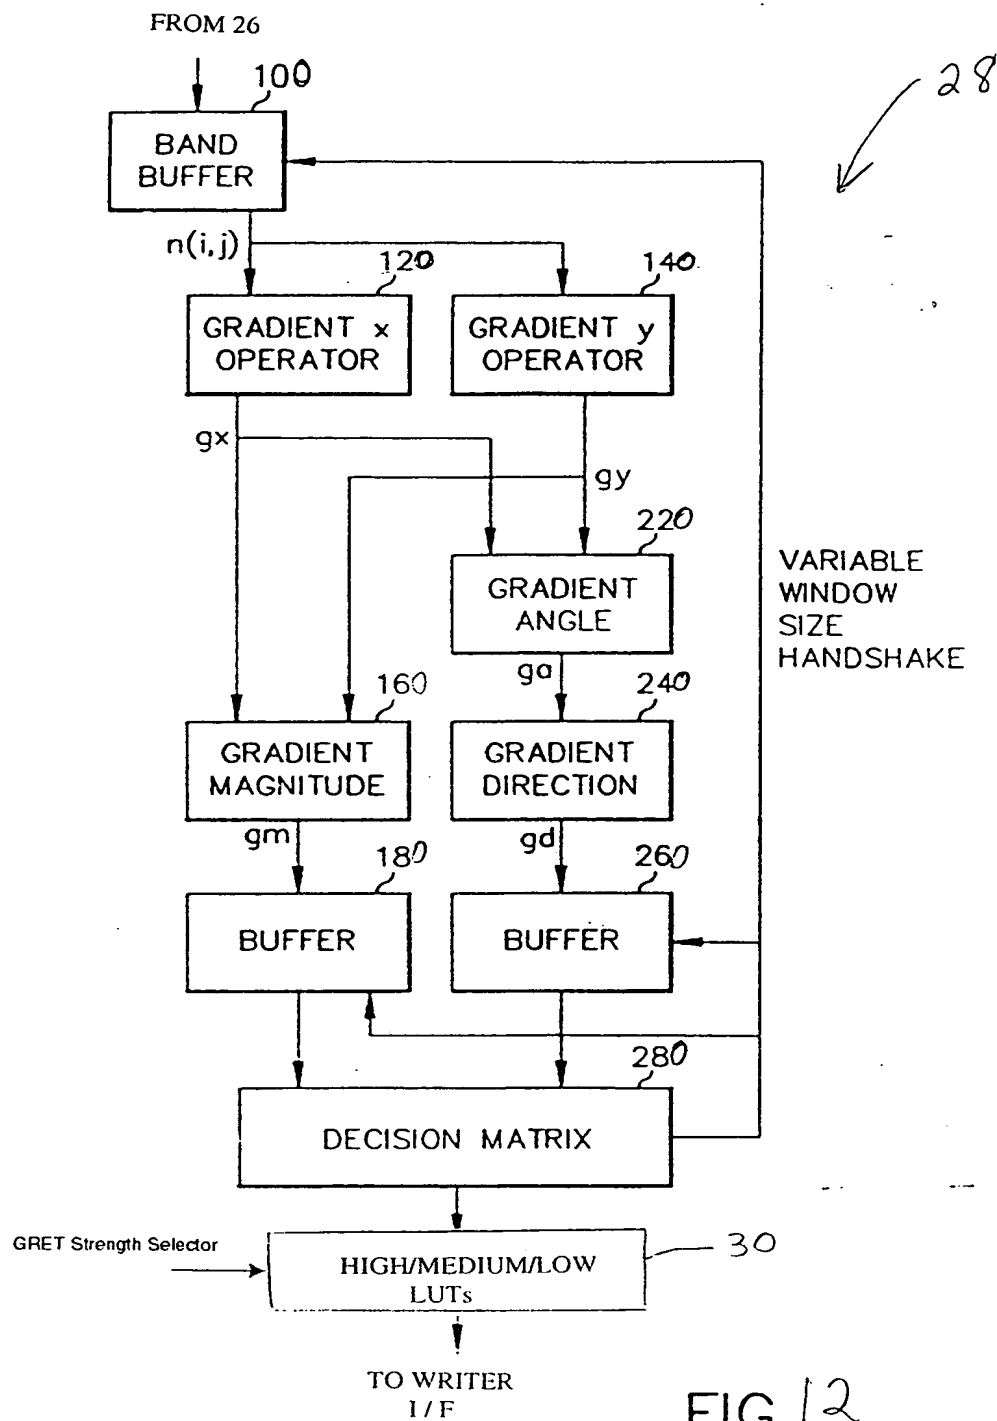 FROM 26
100
28
BAND
BUFFER
n(i,j)
120
140
GRADIENT x
OPERATOR
GRADIENT y
OPERATOR
gx
gy
220
GRADIENT
ANGLE
VARIABLE
WINDOW
SIZE
HANDSHAKE
ga
160
240
GRADIENT
MAGNITUDE
GRADIENT
DIRECTION
gm
gd
180
260
BUFFER
BUFFER
280
DECISION MATRIX
GRET Strength Selector
30
HIGH/MEDIUM/LOW
LUTs
TO WRITER
I / F
FIG 12